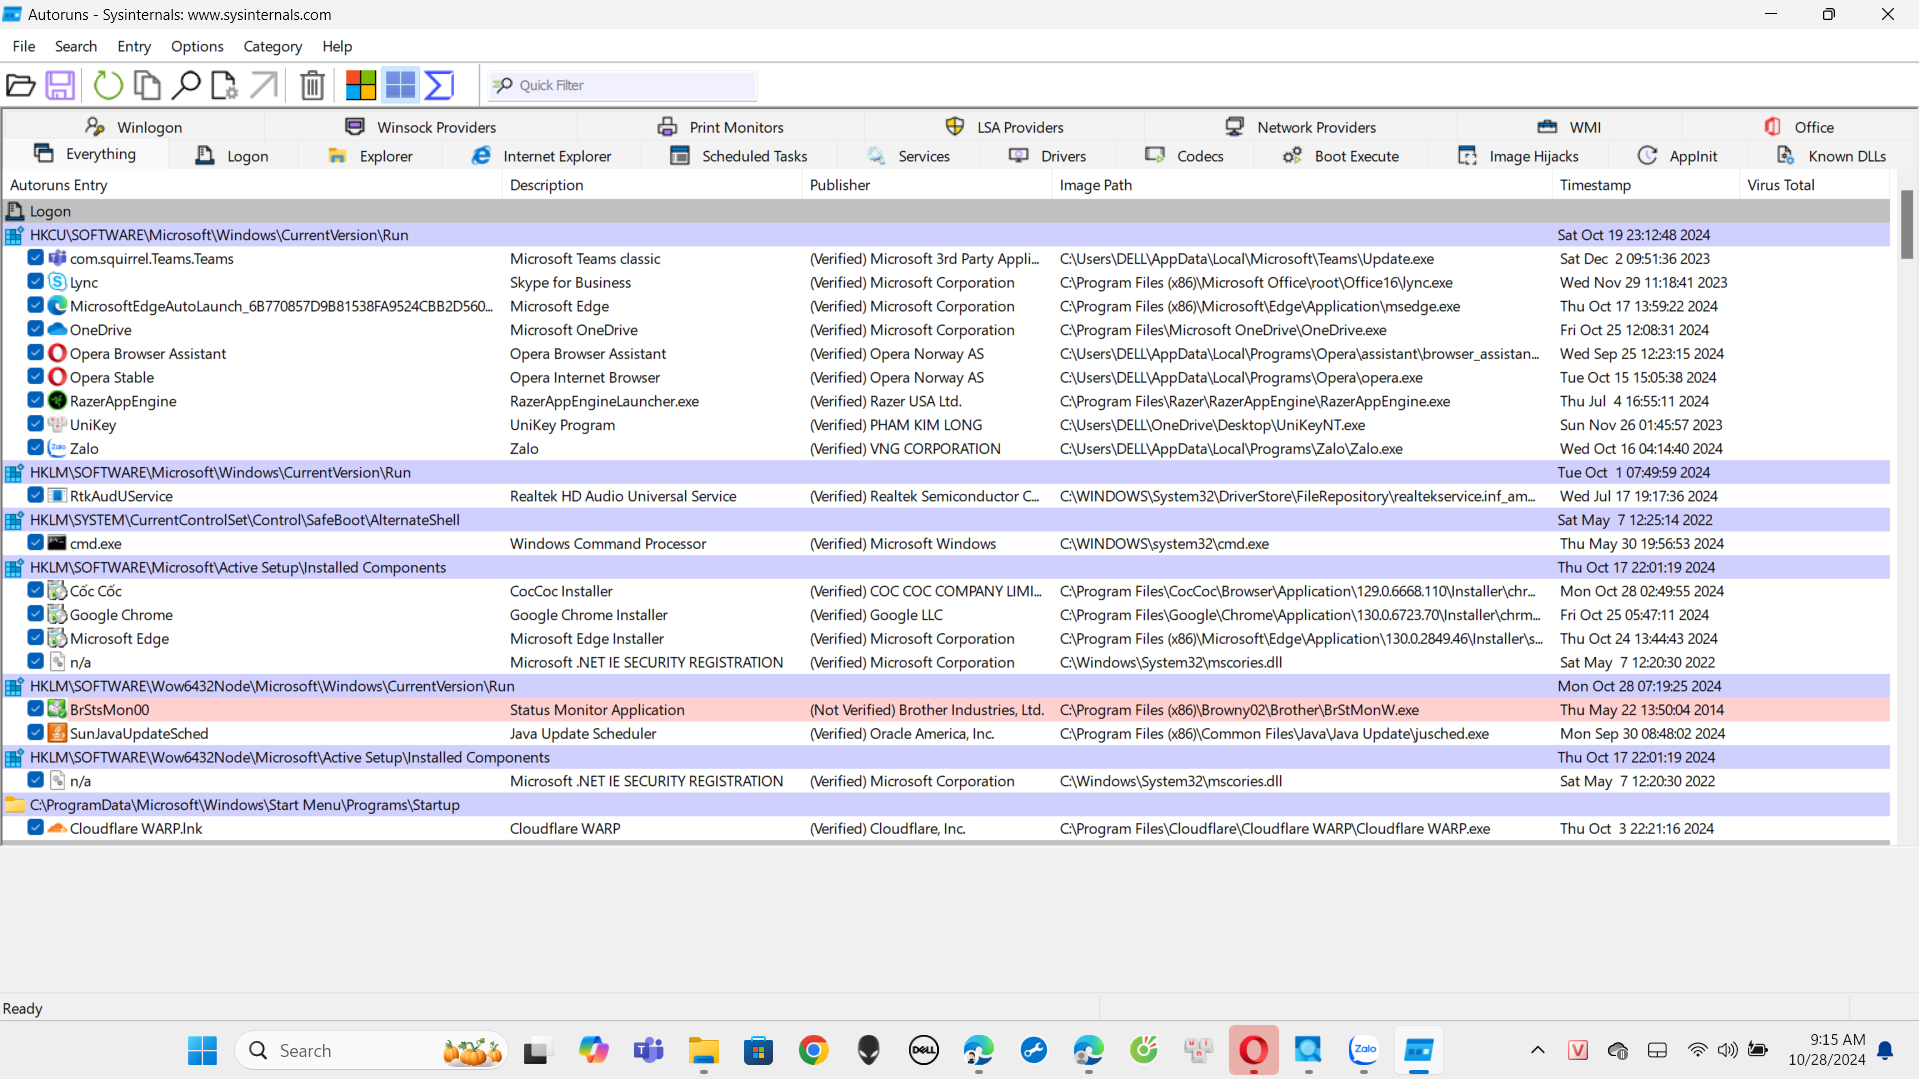 Autoruns - Sysinternals: www.sysinternals.com
File Search Entry Options Category Help
Quick Filter
Winlogon Winsock Providers Print Monitors LSA Providers Network Providers WMI Office
Everything Logon Explorer Internet Explorer Scheduled Tasks Services Drivers Codecs Boot Execute Image Hijacks AppInit Known DLLs
Autoruns Entry Description Publisher Image Path Timestamp Virus Total
Logon
HKCU\SOFTWARE\Microsoft\Windows\CurrentVersion\Run Sat Oct 19 23:12:48 2024
com.squirrel.Teams.Teams Microsoft Teams classic (Verified) Microsoft 3rd Party Appli... C:\Users\DELL\AppData\Local\Microsoft\Teams\Update.exe Sat Dec 2 09:51:36 2023
Lync Skype for Business (Verified) Microsoft Corporation C:\Program Files (x86)\Microsoft Office\root\Office16\lync.exe Wed Nov 29 11:18:41 2023
MicrosoftEdgeAutoLaunch_6B770857D9B81538FA9524CBB2D560... Microsoft Edge (Verified) Microsoft Corporation C:\Program Files (x86)\Microsoft\Edge\Application\msedge.exe Thu Oct 17 13:59:22 2024
OneDrive Microsoft OneDrive (Verified) Microsoft Corporation C:\Program Files\Microsoft OneDrive\OneDrive.exe Fri Oct 25 12:08:31 2024
Opera Browser Assistant Opera Browser Assistant (Verified) Opera Norway AS C:\Users\DELL\AppData\Local\Programs\Opera\assistant\browser_assistan... Wed Sep 25 12:23:15 2024
Opera Stable Opera Internet Browser (Verified) Opera Norway AS C:\Users\DELL\AppData\Local\Programs\Opera\opera.exe Tue Oct 15 15:05:38 2024
RazerAppEngine RazerAppEngineLauncher.exe (Verified) Razer USA Ltd. C:\Program Files\Razer\RazerAppEngine\RazerAppEngine.exe Thu Jul 4 16:55:11 2024
UniKey UniKey Program (Verified) PHAM KIM LONG C:\Users\DELL\OneDrive\Desktop\UniKeyNT.exe Sun Nov 26 01:45:57 2023
Zalo Zalo (Verified) VNG CORPORATION C:\Users\DELL\AppData\Local\Programs\Zalo\Zalo.exe Wed Oct 16 04:14:40 2024
HKLM\SOFTWARE\Microsoft\Windows\CurrentVersion\Run Tue Oct 1 07:49:59 2024
RtkAudUService Realtek HD Audio Universal Service (Verified) Realtek Semiconductor C... C:\WINDOWS\System32\DriverStore\FileRepository\realtekservice.inf_am... Wed Jul 17 19:17:36 2024
HKLM\SYSTEM\CurrentControlSet\Control\SafeBoot\AlternateShell Sat May 7 12:25:14 2022
cmd.exe Windows Command Processor (Verified) Microsoft Windows C:\WINDOWS\system32\cmd.exe Thu May 30 19:56:53 2024
HKLM\SOFTWARE\Microsoft\Active Setup\Installed Components Thu Oct 17 22:01:19 2024
Cốc Cốc CocCoc Installer (Verified) COC COC COMPANY LIMI... C:\Program Files\CocCoc\Browser\Application\129.0.6668.110\Installer\chr... Mon Oct 28 02:49:55 2024
Google Chrome Google Chrome Installer (Verified) Google LLC C:\Program Files\Google\Chrome\Application\130.0.6723.70\Installer\chrm... Fri Oct 25 05:47:11 2024
Microsoft Edge Microsoft Edge Installer (Verified) Microsoft Corporation C:\Program Files (x86)\Microsoft\Edge\Application\130.0.2849.46\Installer\s... Thu Oct 24 13:44:43 2024
n/a Microsoft .NET IE SECURITY REGISTRATION (Verified) Microsoft Corporation C:\Windows\System32\mscories.dll Sat May 7 12:20:30 2022
HKLM\SOFTWARE\Wow6432Node\Microsoft\Windows\CurrentVersion\Run Mon Oct 28 07:19:25 2024
BrStsMon00 Status Monitor Application (Not Verified) Brother Industries, Ltd. C:\Program Files (x86)\Browny02\Brother\BrStMonW.exe Thu May 22 13:50:04 2014
SunJavaUpdateSched Java Update Scheduler (Verified) Oracle America, Inc. C:\Program Files (x86)\Common Files\Java\Java Update\jusched.exe Mon Sep 30 08:48:02 2024
HKLM\SOFTWARE\Wow6432Node\Microsoft\Active Setup\Installed Components Thu Oct 17 22:01:19 2024
n/a Microsoft .NET IE SECURITY REGISTRATION (Verified) Microsoft Corporation C:\Windows\System32\mscories.dll Sat May 7 12:20:30 2022
C:\ProgramData\Microsoft\Windows\Start Menu\Programs\Startup
Cloudflare WARP.lnk Cloudflare WARP (Verified) Cloudflare, Inc. C:\Program Files\Cloudflare\Cloudflare WARP\Cloudflare WARP.exe Thu Oct 3 22:21:16 2024
Ready
Search DELL Zalo V 9:15 AM
10/28/2024